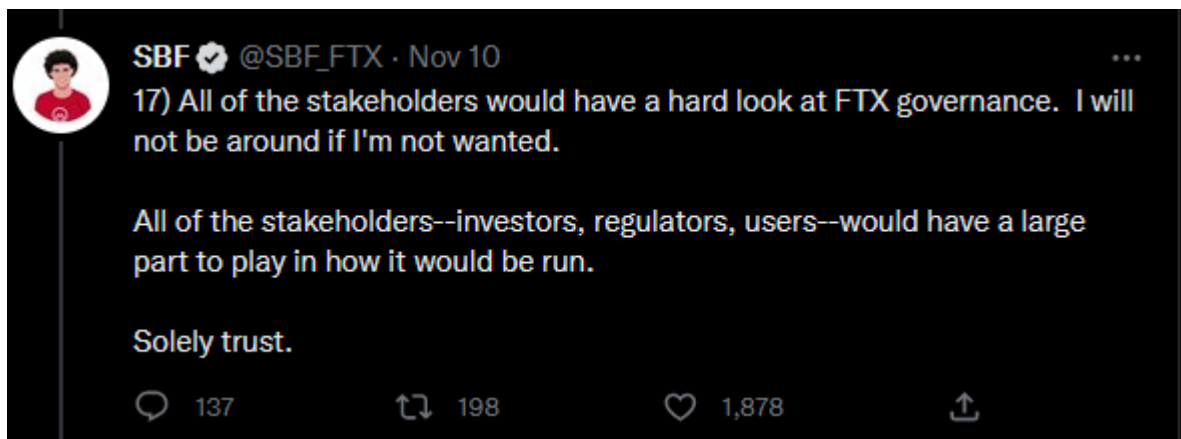 SBF @SBF_FTX · Nov 10
17) All of the stakeholders would have a hard look at FTX governance.  I will
not be around if I'm not wanted.
All of the stakeholders--investors, regulators, users--would have a large
part to play in how it would be run.
Solely trust.
137 198 1,878